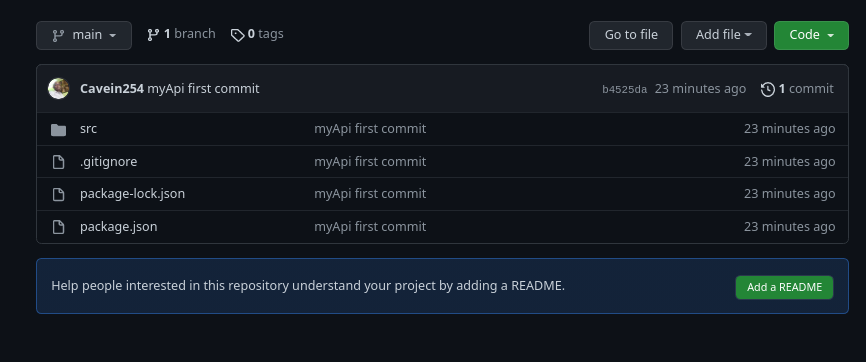 main 1 branch 0 tags Go to file Add file Code
Cavein254 myApi first commit b4525da 23 minutes ago 1 commit
src myApi first commit 23 minutes ago
.gitignore myApi first commit 23 minutes ago
package-lock.json myApi first commit 23 minutes ago
package.json myApi first commit 23 minutes ago
Help people interested in this repository understand your project by adding a README. Add a README